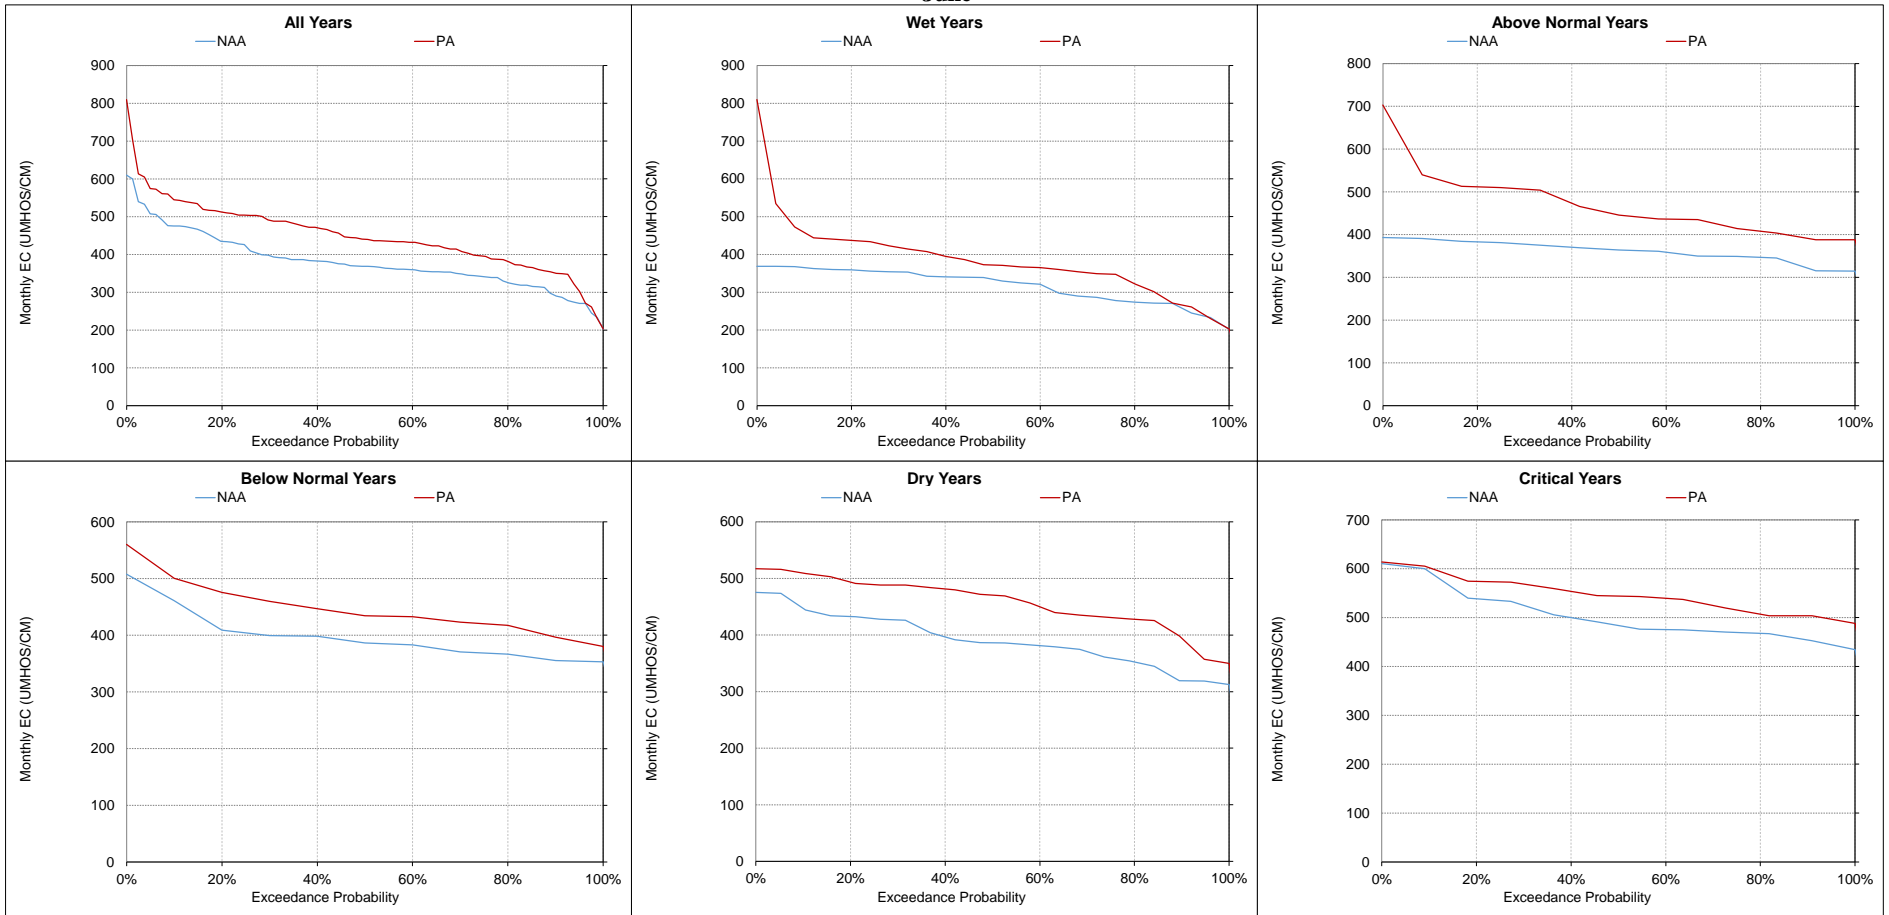 All Years
NAA PA
900
800
700
600
500
400
300
200
100
0
0% 20% 40% 60% 80% 100%
Monthly EC (UMHOS/CM)
Exceedance Probability
Wet Years
NAA PA
900
800
700
600
500
400
300
200
100
0
0% 20% 40% 60% 80% 100%
Monthly EC (UMHOS/CM)
Exceedance Probability
Above Normal Years
NAA PA
800
700
600
500
400
300
200
100
0
0% 20% 40% 60% 80% 100%
Monthly EC (UMHOS/CM)
Exceedance Probability
Below Normal Years
NAA PA
600
500
400
300
200
100
0
0% 20% 40% 60% 80% 100%
Monthly EC (UMHOS/CM)
Exceedance Probability
Dry Years
NAA PA
600
500
400
300
200
100
0
0% 20% 40% 60% 80% 100%
Monthly EC (UMHOS/CM)
Exceedance Probability
Critical Years
NAA PA
700
600
500
400
300
200
100
0
0% 20% 40% 60% 80% 100%
Monthly EC (UMHOS/CM)
Exceedance Probability